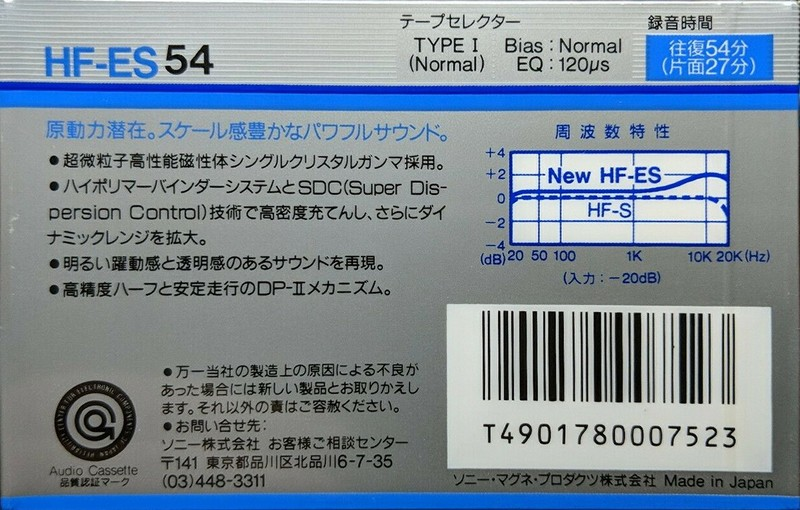 HF-ES 54
テープセレクター
TYPE I Bias : Normal
(Normal) EQ : 120μs
録音時間
往復54分
(片面27分)
原動力潜在。スケール感豊かなパワフルサウンド。
●超微粒子高性能磁性体シングルクリスタルガンマ採用。
●ハイポリマーバインダーシステムとSDC(Super Dis-
persion Control)技術で高密度充てんし、さらにダイ
ナミックレンジを拡大。
●明るい躍動感と透明感のあるサウンドを再現。
●高精度ハーフと安定走行のDP-IIメカニズム。
周波数特性
+4
+2
0
-2
-4
(dB)
New HF-ES
HF-S
20 50 100 1K 10K 20K (Hz)
(入力：-20dB)
●万一当社の製造上の原因による不良が
あった場合には新しい製品とお取りかえし
ます。それ以外の責はご容赦ください。
●お問い合せ先：
ソニー株式会社 お客様ご相談センター
〒141 東京都品川区北品川6-7-35
(03)448-3311
Audio Cassette
品質認証マーク
T4901780007523
ソニー・マグネ・プロダクツ株式会社 Made in Japan